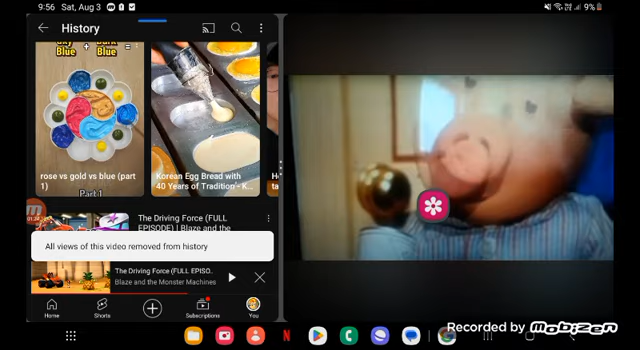 9:56 Sat, Aug 3
9%
History
Blue + Dark Blue =
rose vs gold vs blue (part 1)
Part 1
Korean Egg Bread with
40 Years of Tradition - K...
The Driving Force (FULL
EPISODE) | Blaze and the
All views of this video removed from history
The Driving Force (FULL EPISO..
Blaze and the Monster Machines
Home
Shorts
Subscriptions
You
Recorded by mobizen